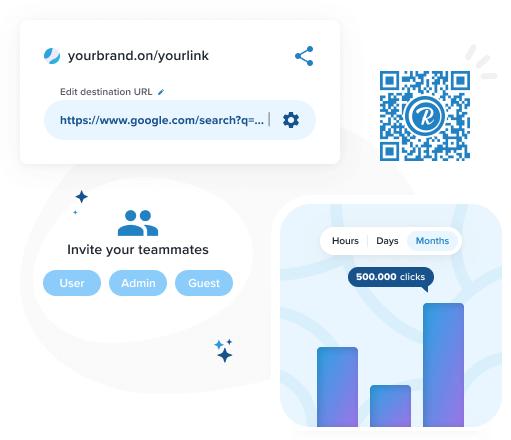 yourbrand.on/yourlink
Edit destination URL
https://www.google.com/search?q=...
R
Invite your teammates
User Admin Guest
Hours Days Months
500.000 clicks